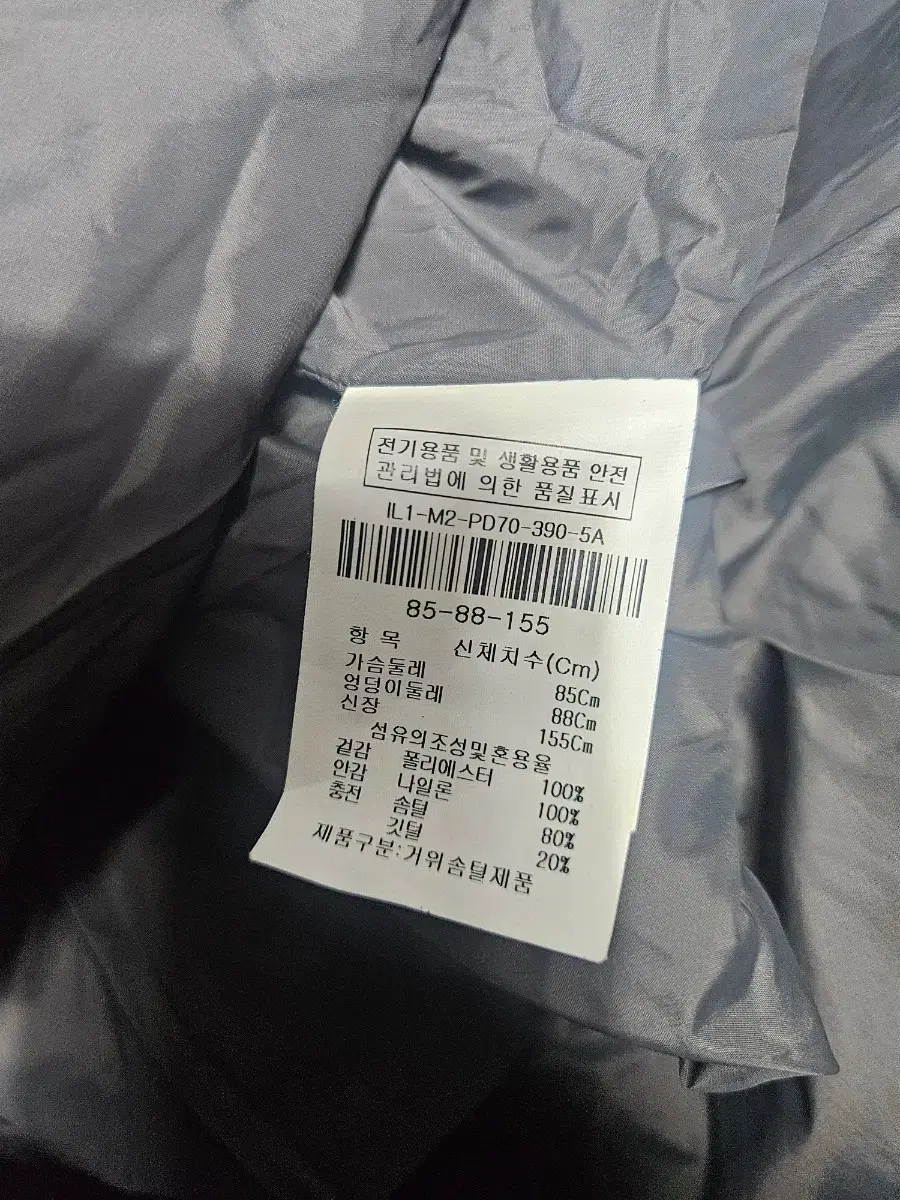 전기용품 및 생활용품 안전
관리법에 의한 품질표시
IL1-M2-PD70-390-5A
85-88-155
항 목 신체치수(Cm)
가슴둘레 85Cm
엉덩이둘레 88Cm
신장 155Cm
섬유의조성및혼용율
겉감 폴리에스터 100%
안감 나일론 100%
충전 솜털 80%
깃털 20%
제품구분:거위솜털제품